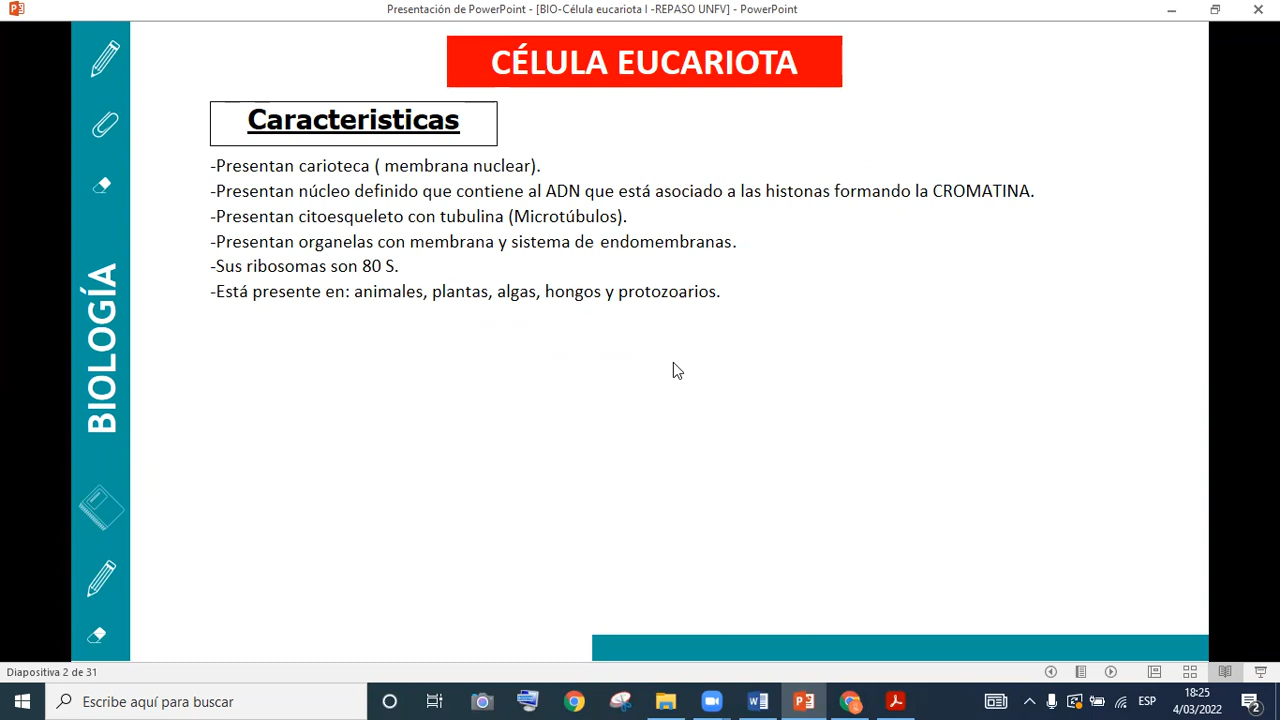 Presentación de PowerPoint - [BIO-Célula eucariota I -REPASO UNFV] - PowerPoint
CÉLULA EUCARIOTA
Caracteristicas
-Presentan carioteca ( membrana nuclear).
-Presentan núcleo definido que contiene al ADN que está asociado a las histonas formando la CROMATINA.
-Presentan citoesqueleto con tubulina (Microtúbulos).
-Presentan organelas con membrana y sistema de endomembranas.
-Sus ribosomas son 80 S.
-Está presente en: animales, plantas, algas, hongos y protozoarios.
BIOLOGÍA
Diapositiva 2 de 31
Escribe aquí para buscar
ESP
18:25
4/03/2022
2